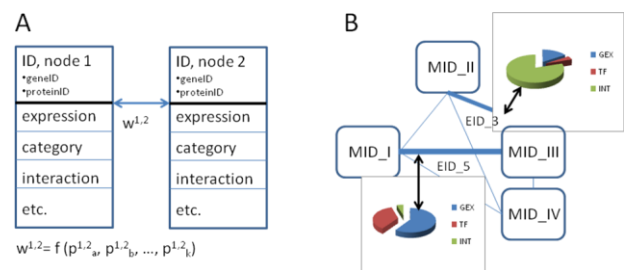 A
ID, node 1
•geneID
•proteinID
expression
category
interaction
etc.
w1,2
ID, node 2
•geneID
•proteinID
expression
category
interaction
etc.
w1,2= f (p1,2a, p1,2b, ..., p1,2k)
B
MID_II
GEX
TF
INT
EID_3
MID_I
MID_III
EID_5
MID_IV
GEX
TF
INT